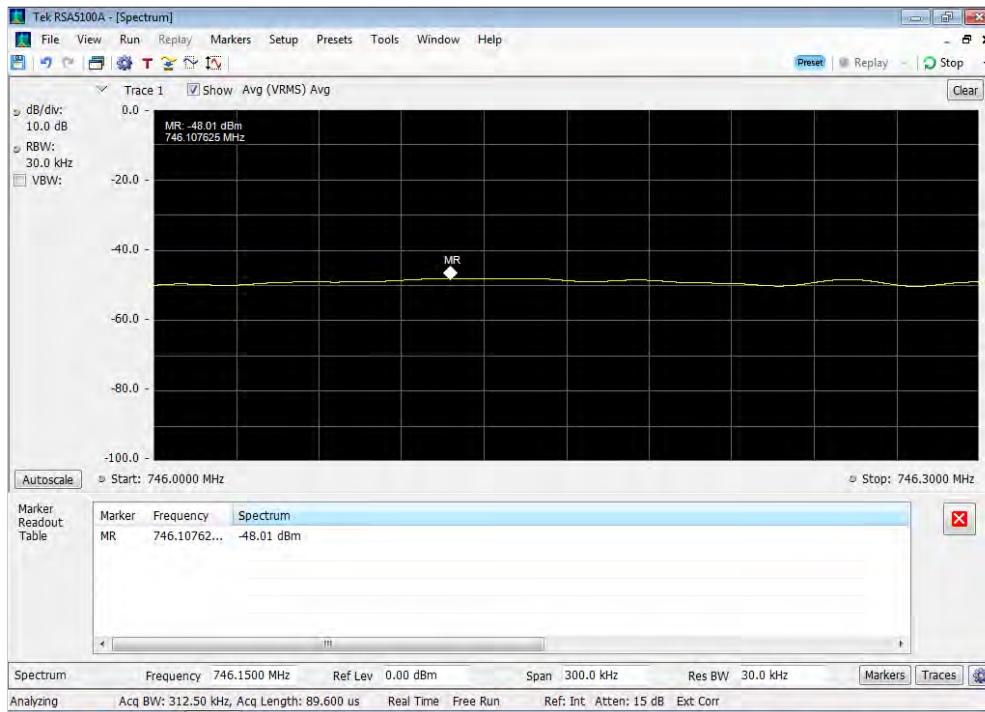 Tek RSA5100A - [Spectrum]
File View Run Replay Markers Setup Presets Tools Window Help
T
Preset Replay Stop
Trace 1 Show Avg (VRMS) Avg
Clear
dB/div:
10.0 dB
RBW:
30.0 kHz
VBW:
0.0
MR: -48.01 dBm
746.107625 MHz
-20.0
-40.0
MR
-60.0
-80.0
-100.0
Autoscale
Start: 746.0000 MHz
Stop: 746.3000 MHz
Marker
Readout
Table
Marker Frequency Spectrum
MR 746.10762... -48.01 dBm
Spectrum Frequency 746.1500 MHz Ref Lev 0.00 dBm Span 300.0 kHz Res BW 30.0 kHz Markers Traces
Analyzing Acq BW: 312.50 kHz, Acq Length: 89.600 us Real Time Free Run Ref: Int Atten: 15 dB Ext Corr